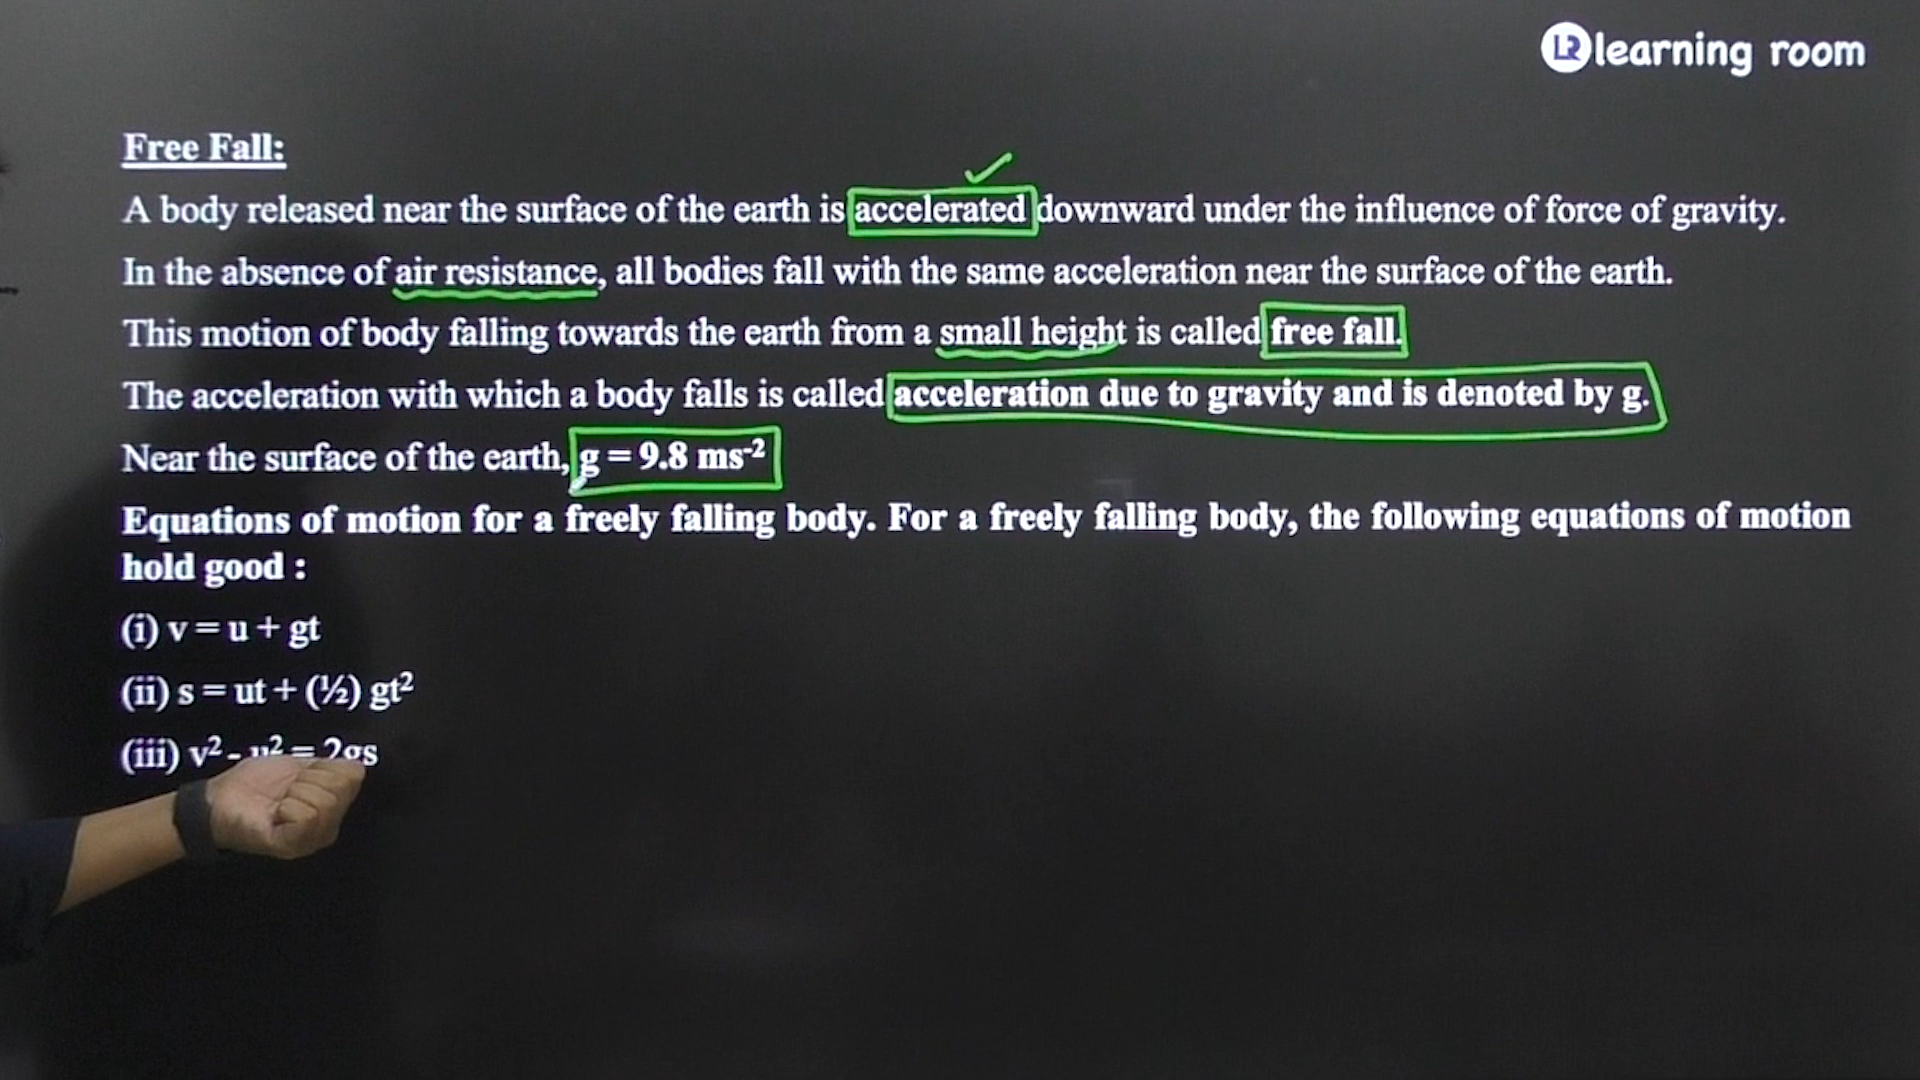 LR learning room
Free Fall:
A body released near the surface of the earth is accelerated downward under the influence of force of gravity.
In the absence of air resistance, all bodies fall with the same acceleration near the surface of the earth.
This motion of body falling towards the earth from a small height is called free fall.
The acceleration with which a body falls is called acceleration due to gravity and is denoted by g.
Near the surface of the earth, g = 9.8 ms⁻²
Equations of motion for a freely falling body. For a freely falling body, the following equations of motion
hold good :
(i) v = u + gt
(ii) s = ut + (½) gt²
(iii) v² - u² = 2gs